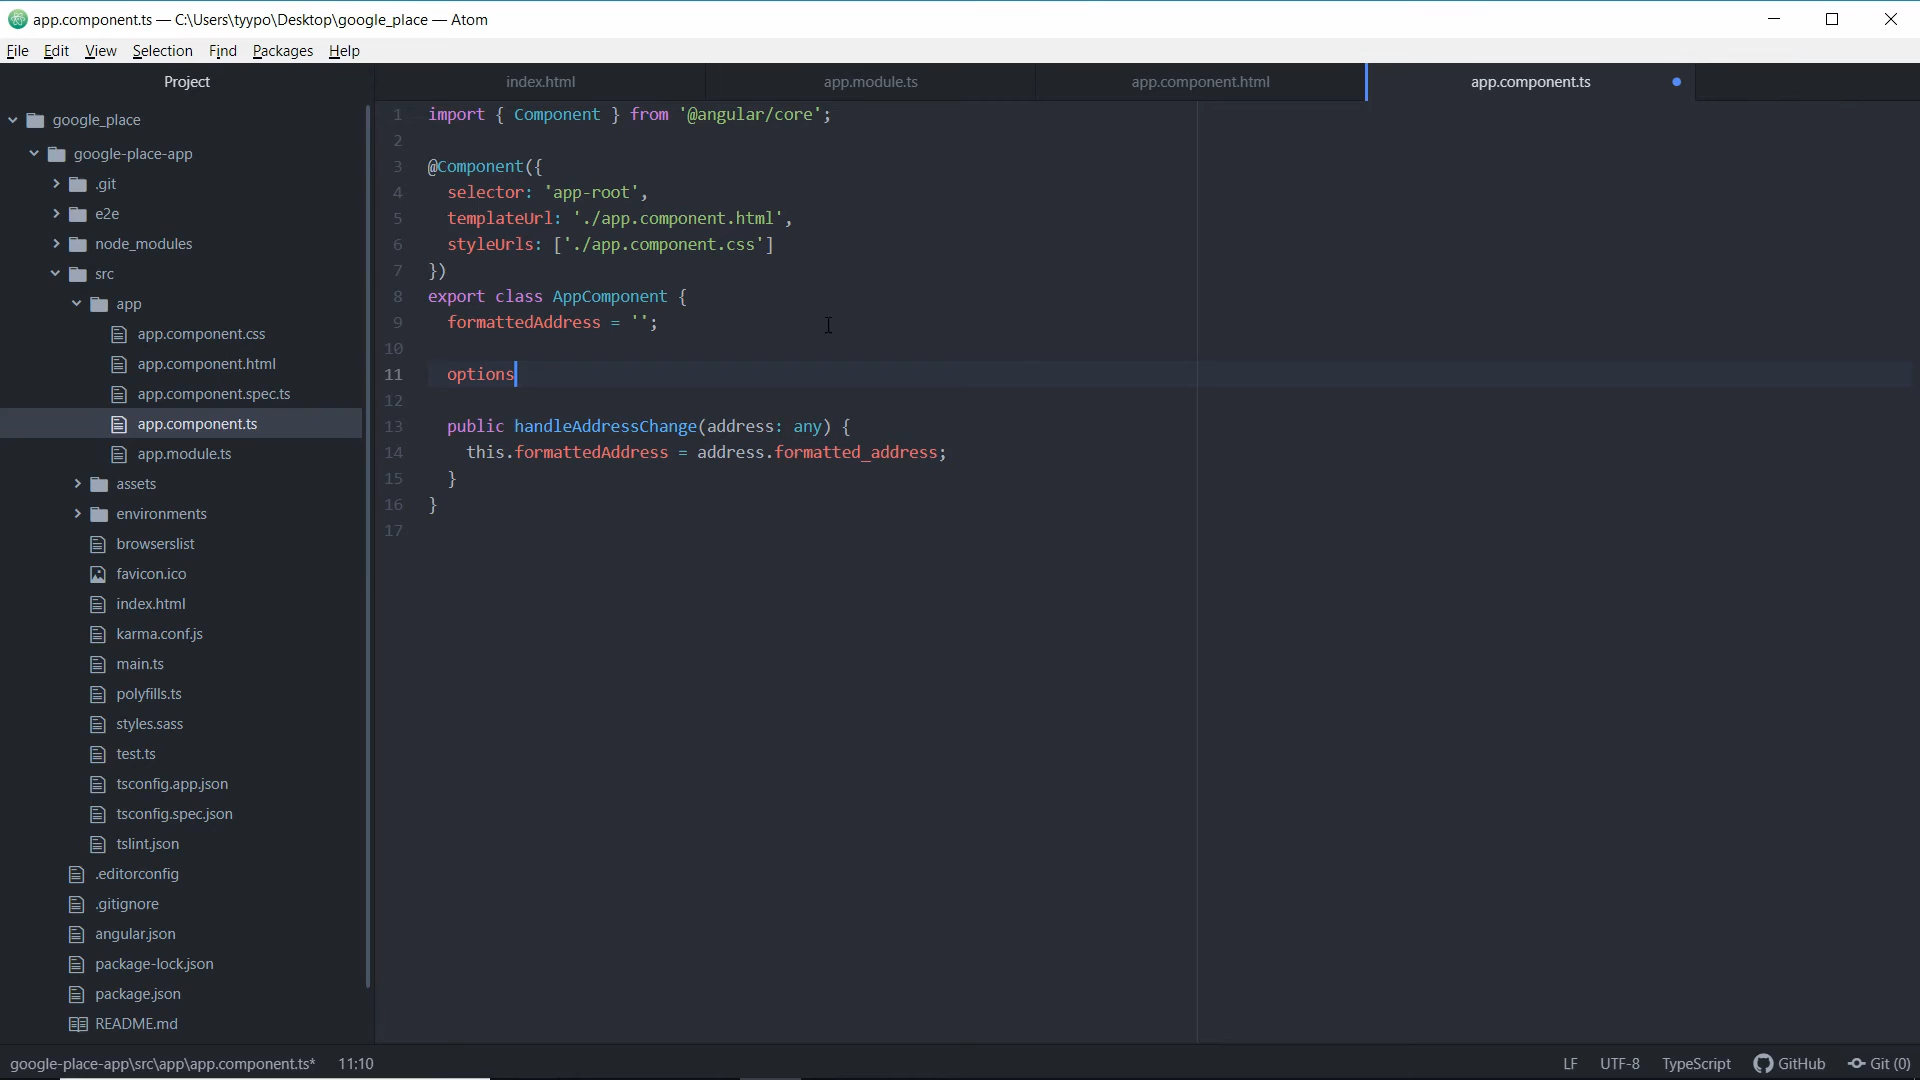 app.component.ts — C:\Users\tyypo\Desktop\google_place — Atom
File Edit View Selection Find Packages Help
Project
index.html
app.module.ts
app.component.html
app.component.ts
google_place
google-place-app
.git
e2e
node_modules
src
app
app.component.css
app.component.html
app.component.spec.ts
app.component.ts
app.module.ts
assets
environments
browserslist
favicon.ico
index.html
karma.conf.js
main.ts
polyfills.ts
styles.sass
test.ts
tsconfig.app.json
tsconfig.spec.json
tslint.json
.editorconfig
.gitignore
angular.json
package-lock.json
package.json
README.md
1 import { Component } from '@angular/core';
2
3 @Component({
4 selector: 'app-root',
5 templateUrl: './app.component.html',
6 styleUrls: ['./app.component.css']
7 })
8 export class AppComponent {
9 formattedAddress = '';
10
11 options
12
13 public handleAddressChange(address: any) {
14 this.formattedAddress = address.formatted_address;
15 }
16 }
17
google-place-app\src\app\app.component.ts* 11:10
LF UTF-8 TypeScript GitHub Git (0)